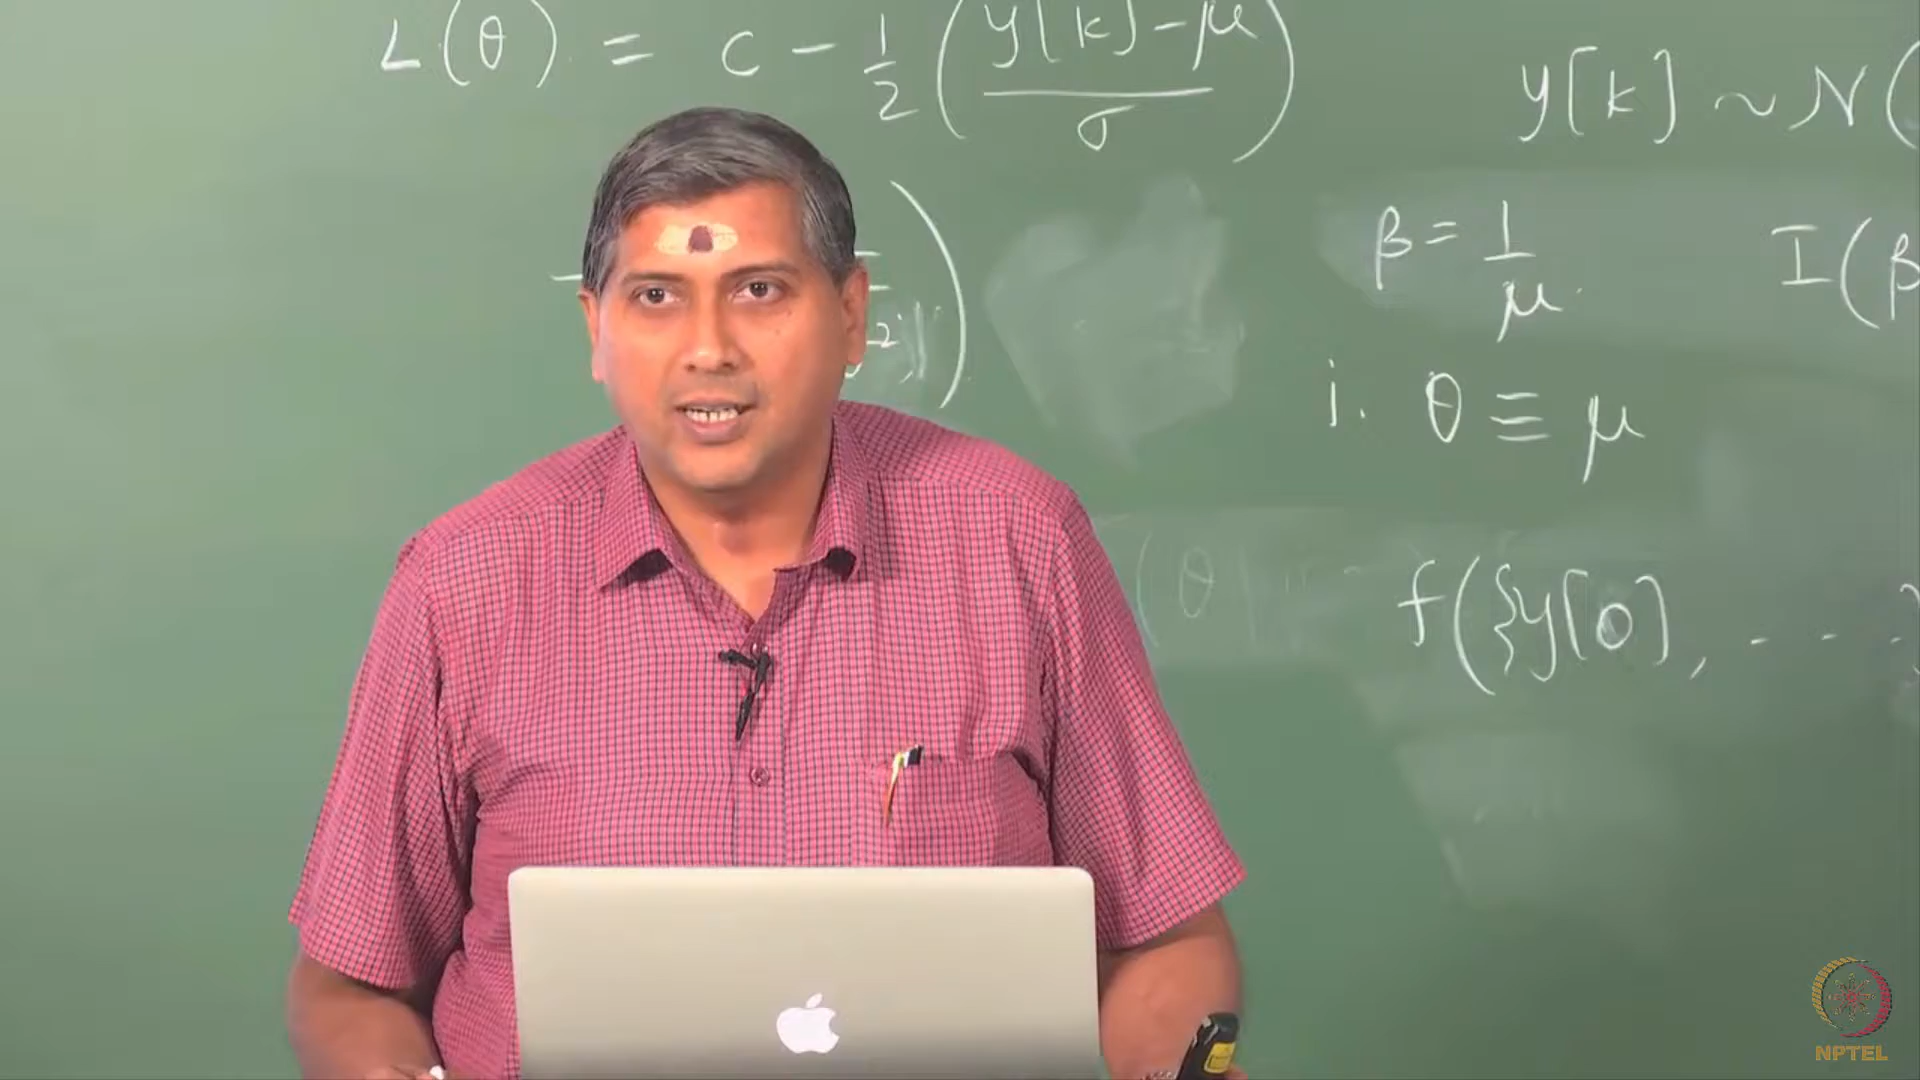 L(θ) = C - 1/2 (y[k] - μ / σ)
y[k] ~ N(
β = 1/μ
I(β
i. θ ≡ μ
f({y[0], - - -
NPTEL